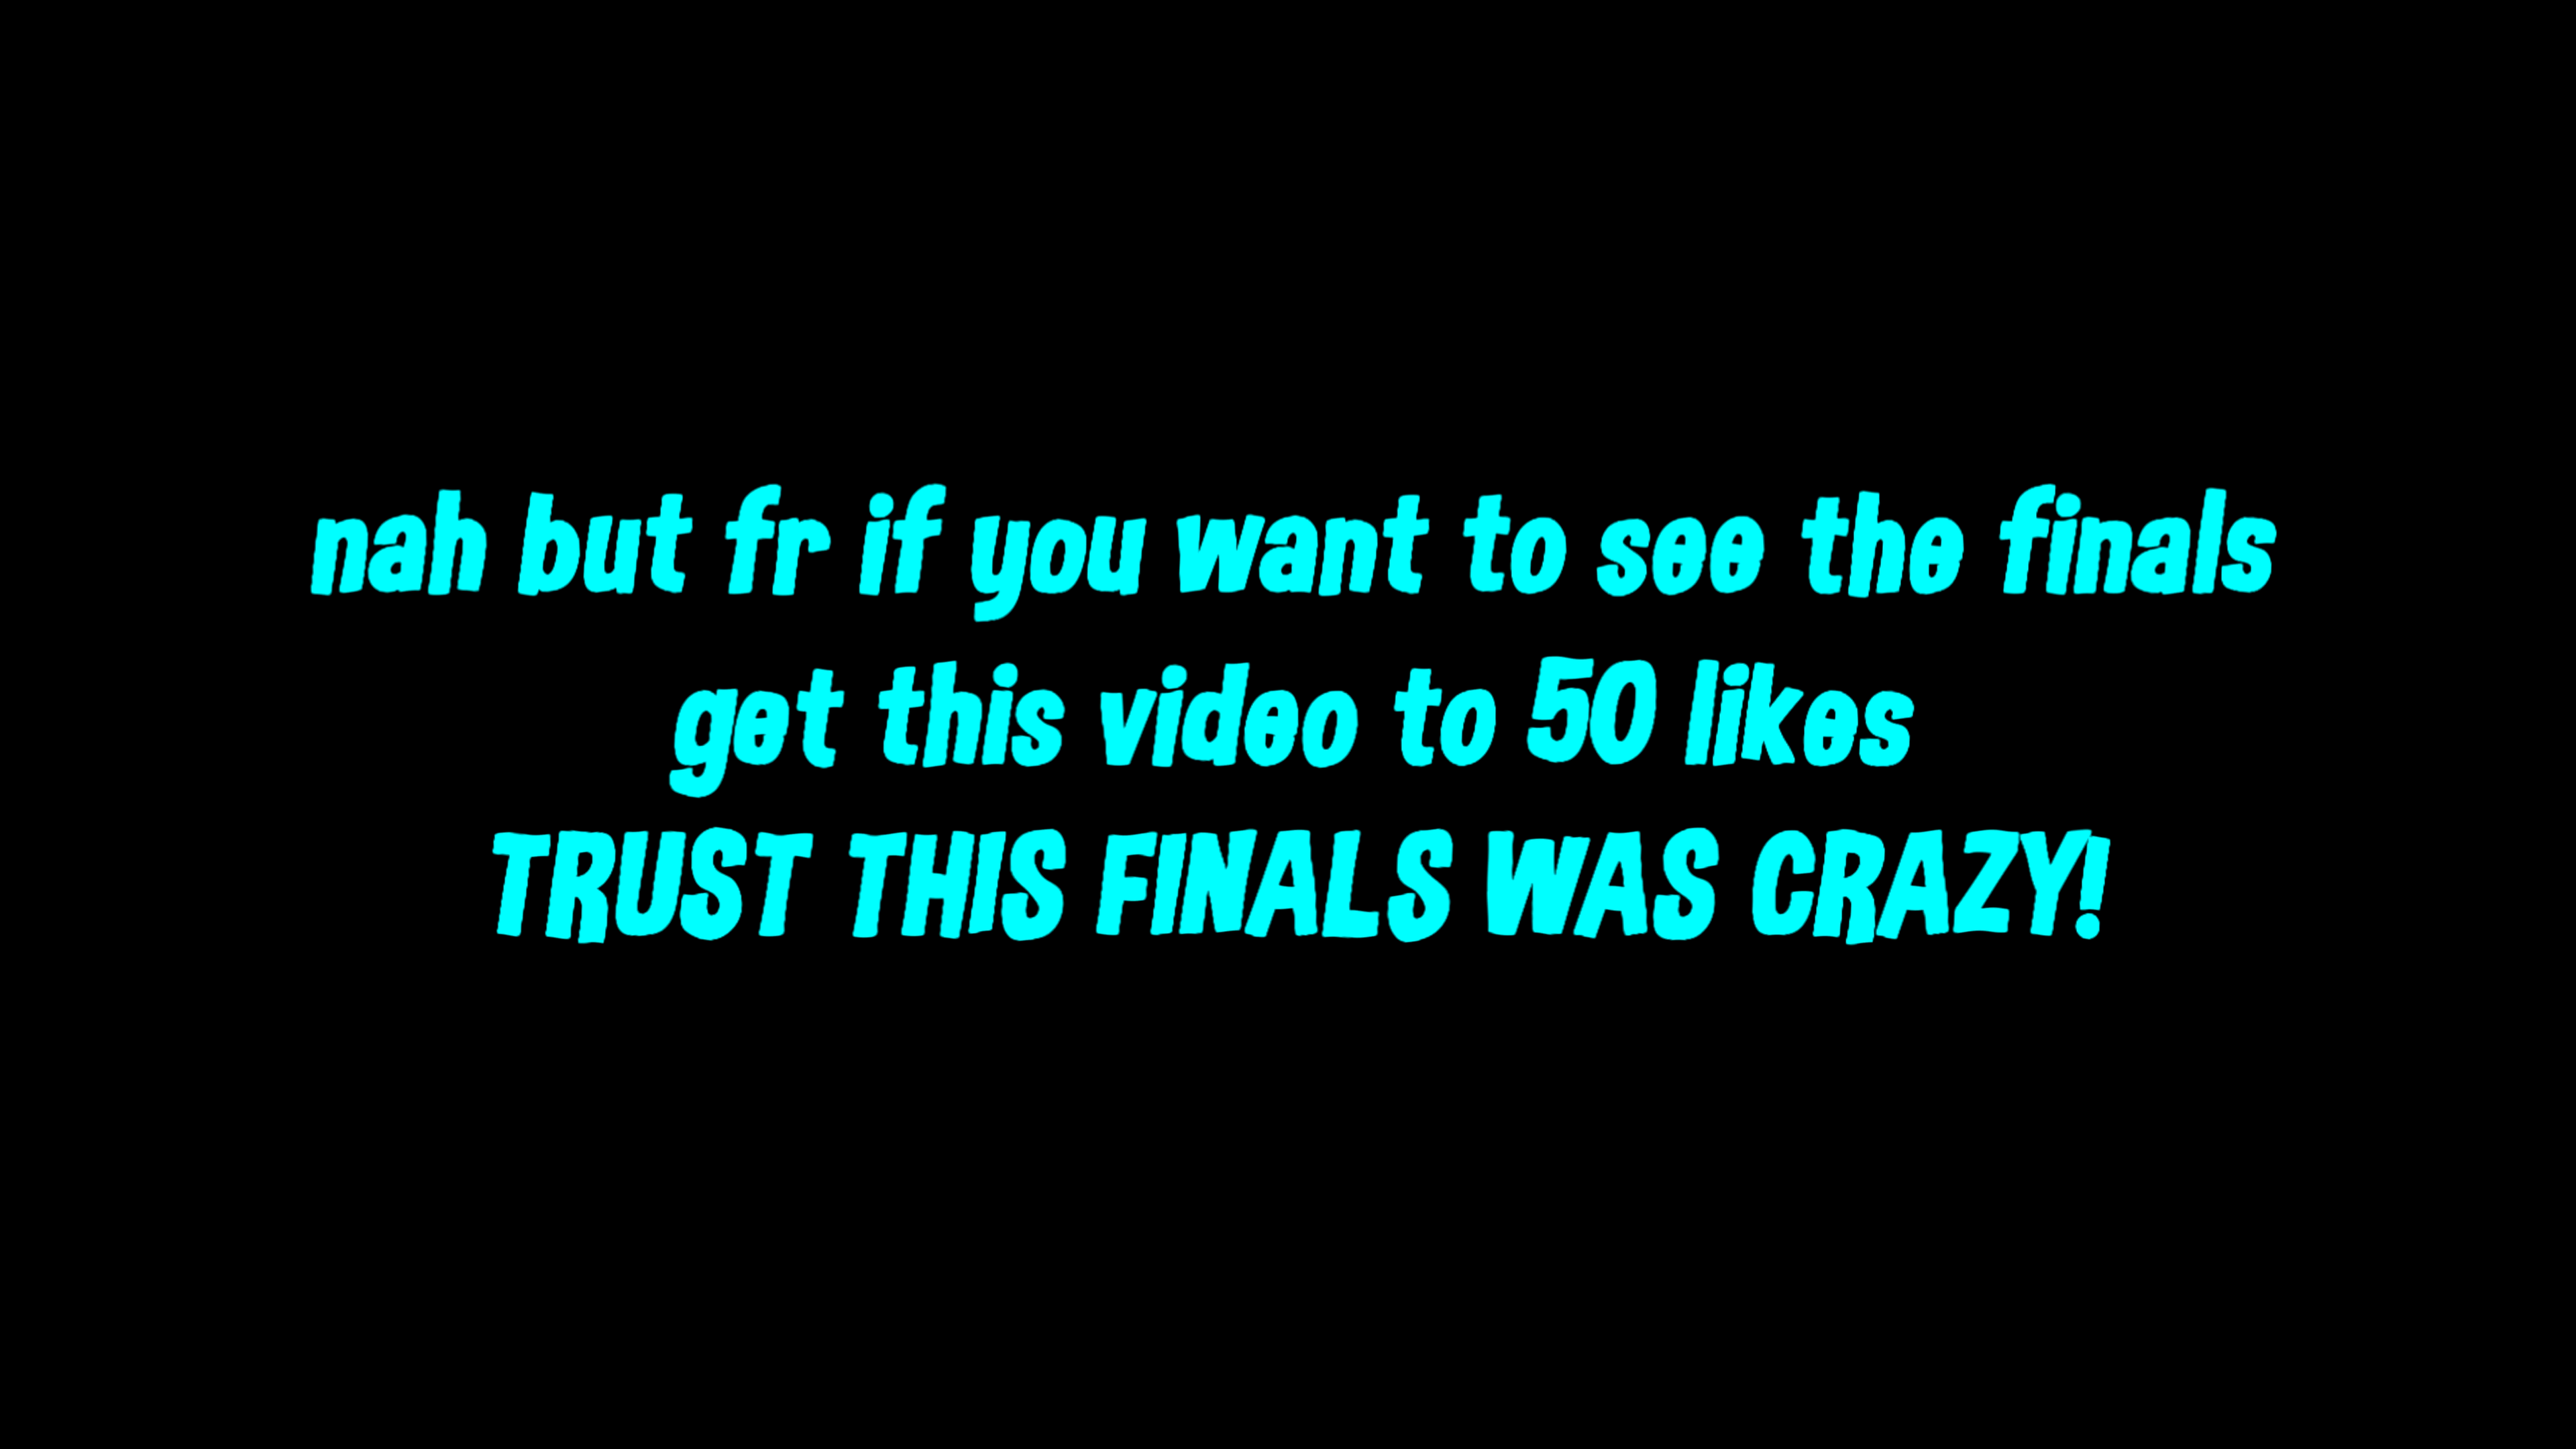 nah but fr if you want to see the finals
get this video to 50 likes
TRUST THIS FINALS WAS CRAZY!